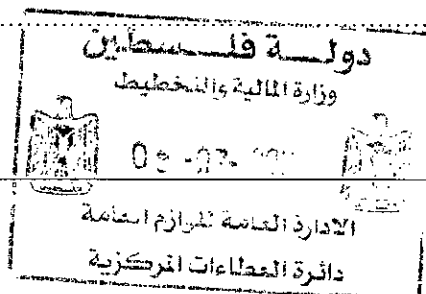 دولة فلسطين
وزارة المالية والتخطيط
الادارة العامة للوازم العامة
دائرة العطاءات المركزية